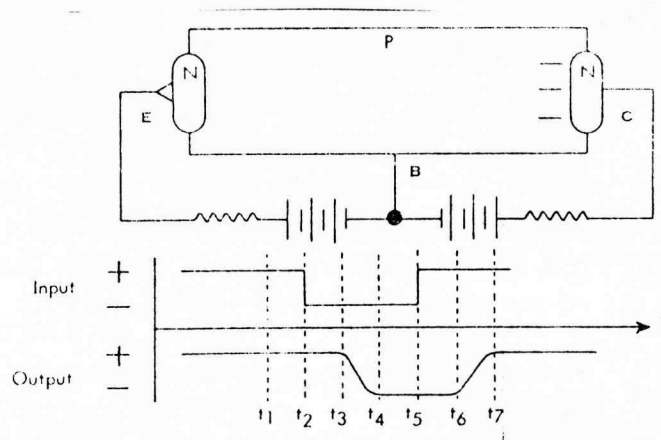 P
N N
E C
B
Input + −
Output + −
t1 t2 t3 t4 t5 t6 t7